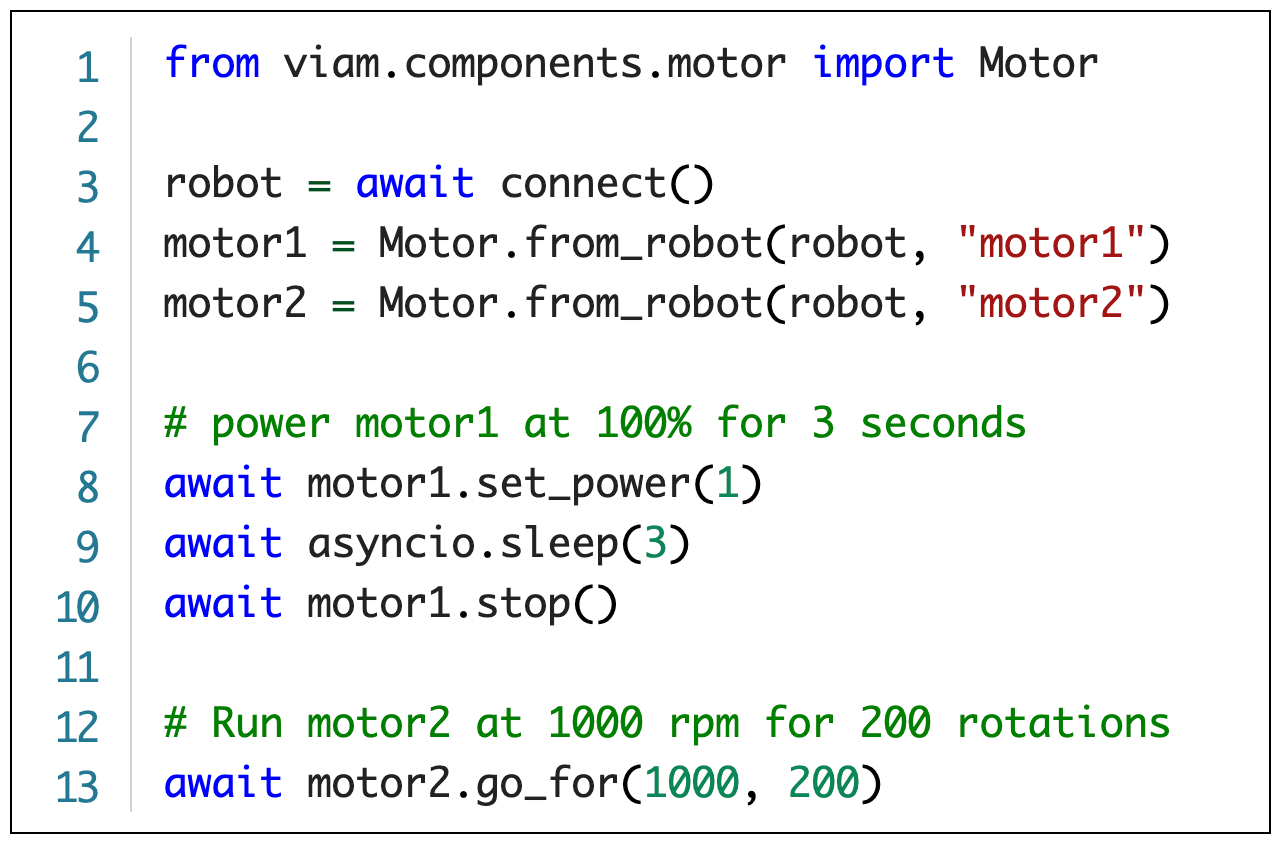 1 from viam.components.motor import Motor
2
3 robot = await connect()
4 motor1 = Motor.from_robot(robot, "motor1")
5 motor2 = Motor.from_robot(robot, "motor2")
6
7 # power motor1 at 100% for 3 seconds
8 await motor1.set_power(1)
9 await asyncio.sleep(3)
10 await motor1.stop()
11
12 # Run motor2 at 1000 rpm for 200 rotations
13 await motor2.go_for(1000, 200)